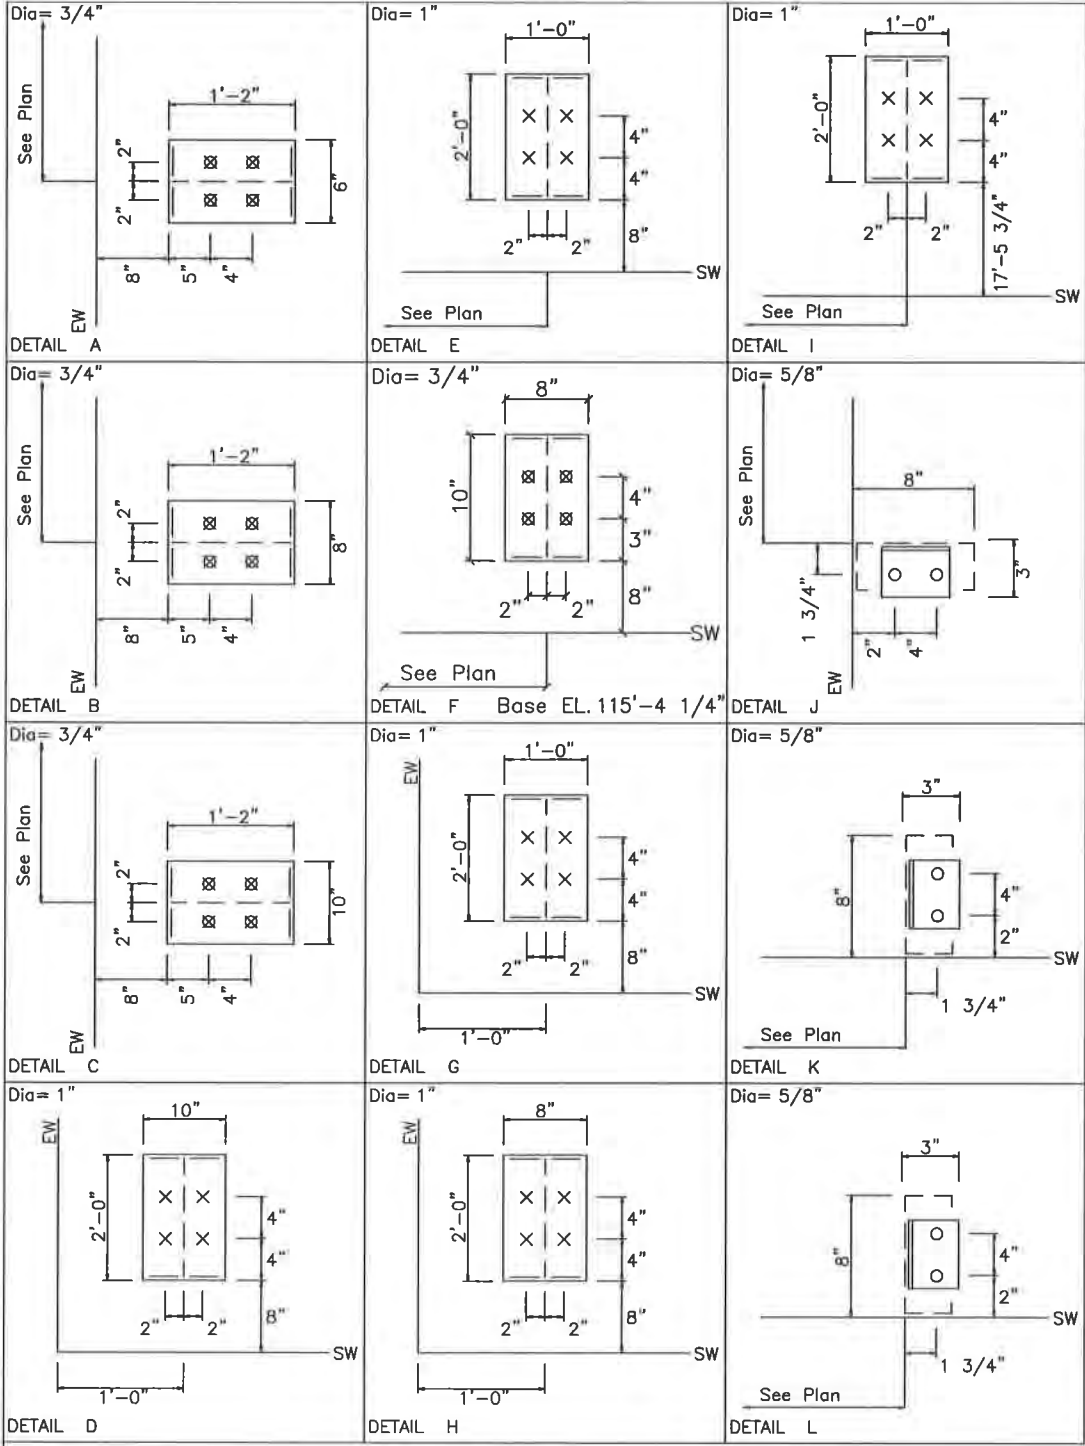 Dia= 3/4"
See Plan
1'-2"
2"
2"
6"
8"
5"
4"
EW
DETAIL A
Dia= 1"
1'-0"
2'-0"
4"
4"
2"
2"
8"
SW
See Plan
DETAIL E
Dia= 1"
1'-0"
2'-0"
4"
4"
2"
2"
17'-5 3/4"
SW
See Plan
DETAIL I
Dia= 3/4"
See Plan
1'-2"
2"
2"
8"
8"
5"
4"
EW
DETAIL B
Dia= 3/4"
8"
10"
4"
3"
2"
2"
8"
SW
See Plan
DETAIL F Base EL. 115'-4 1/4"
Dia= 5/8"
See Plan
8"
3"
1 3/4"
2"
4"
EW
DETAIL J
Dia= 3/4"
See Plan
1'-2"
2"
2"
10"
8"
5"
4"
EW
DETAIL C
Dia= 1"
EW
1'-0"
2'-0"
4"
4"
2"
2"
8"
SW
1'-0"
DETAIL G
Dia= 5/8"
3"
8"
4"
2"
SW
1 3/4"
See Plan
DETAIL K
Dia= 1"
EW
10"
2'-0"
4"
4"
2"
2"
8"
SW
1'-0"
DETAIL D
Dia= 1"
EW
8"
2'-0"
4"
4"
2"
2"
8"
SW
1'-0"
DETAIL H
Dia= 5/8"
3"
8"
4"
2"
SW
1 3/4"
See Plan
DETAIL L